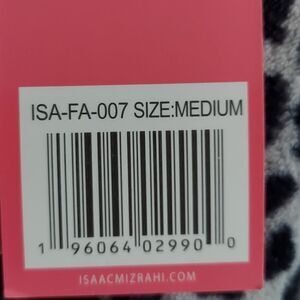 ISA-FA-007 SIZE:MEDIUM
1 96064 02990 0
ISAACMIZRAHI.COM